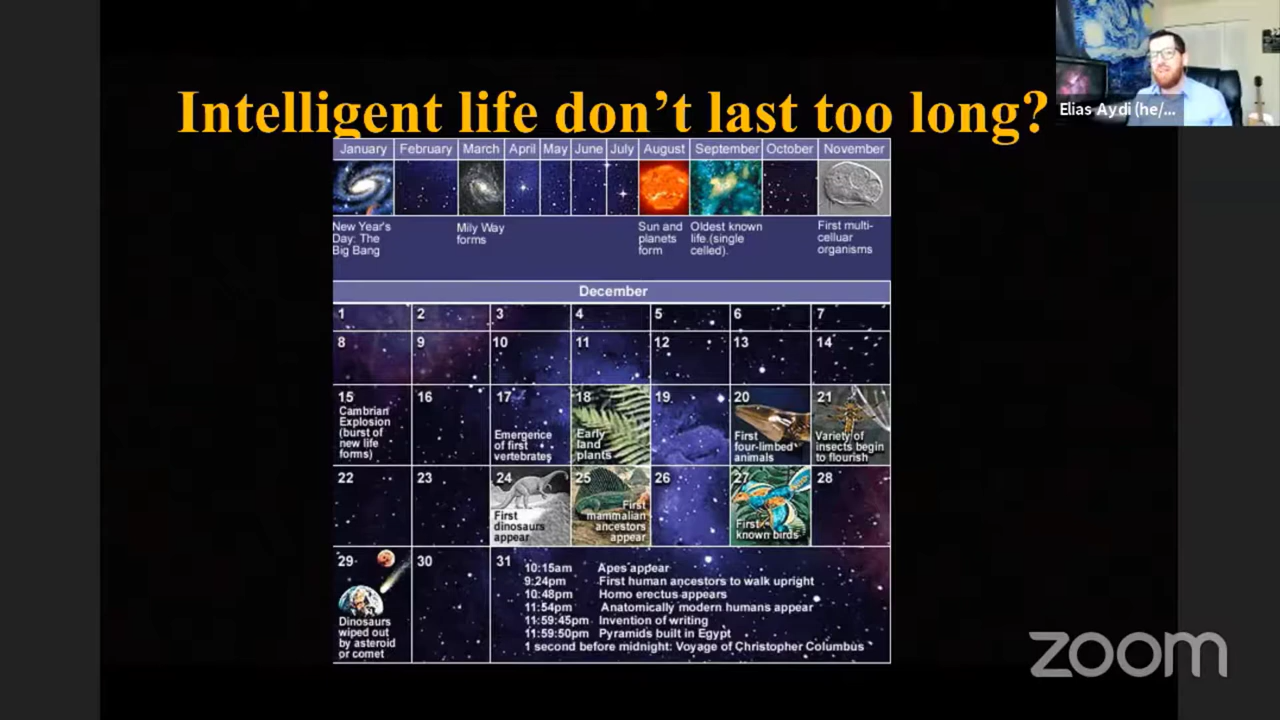 Intelligent life don't last too long?
Elias Aydi (he/...
January February March April May June July August September October November
New Year's
Day: The
Big Bang
Mily Way
forms
Sun and
planets
form
Oldest known
life.(single
celled).
First multi-
celluar
organisms
December
1 2 3 4 5 6 7
8 9 10 11 12 13 14
15
Cambrian
Explosion
(burst of
new life
forms)
16
17
Emergence
of first
vertebrates
18
Early
land
plants
19
20
First
four-limbed
animals
21
Variety of
insects begin
to flourish
22
23
24
First
dinosaurs
appear
25
First
mammalian
ancestors
appear
26
27
First
known birds
28
29
Dinosaurs
wiped out
by asteroid
or comet
30
31
10:15am Apes appear
9:24pm First human ancestors to walk upright
10:48pm Homo erectus appears
11:54pm Anatomically modern humans appear
11:59:45pm Invention of writing
11:59:50pm Pyramids built in Egypt
1 second before midnight: Voyage of Christopher Columbus
zoom